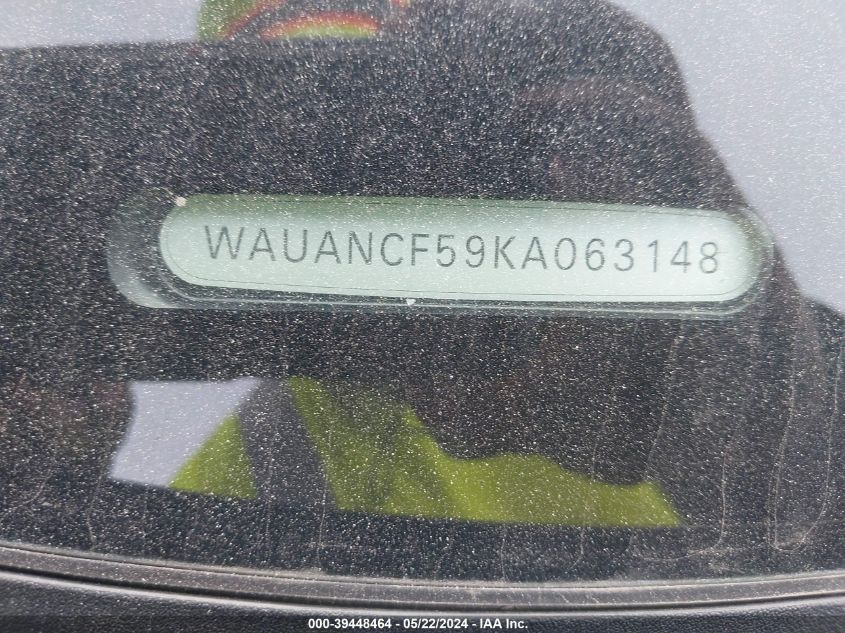 WAUANCF59KA063148
000-39448464 - 05/22/2024 - IAA Inc.